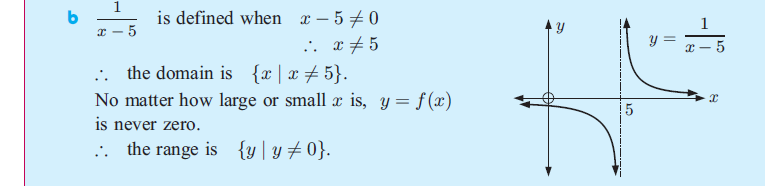 b 1/(x − 5) is defined when x − 5 ≠ 0
∴ x ≠ 5
∴ the domain is {x | x ≠ 5}.
No matter how large or small x is, y = f(x)
is never zero.
∴ the range is {y | y ≠ 0}.
y
y = 1/(x − 5)
x
5